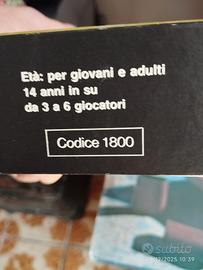 Età: per giovani e adulti
14 anni in su
da 3 a 6 giocatori
Codice 1800
subito